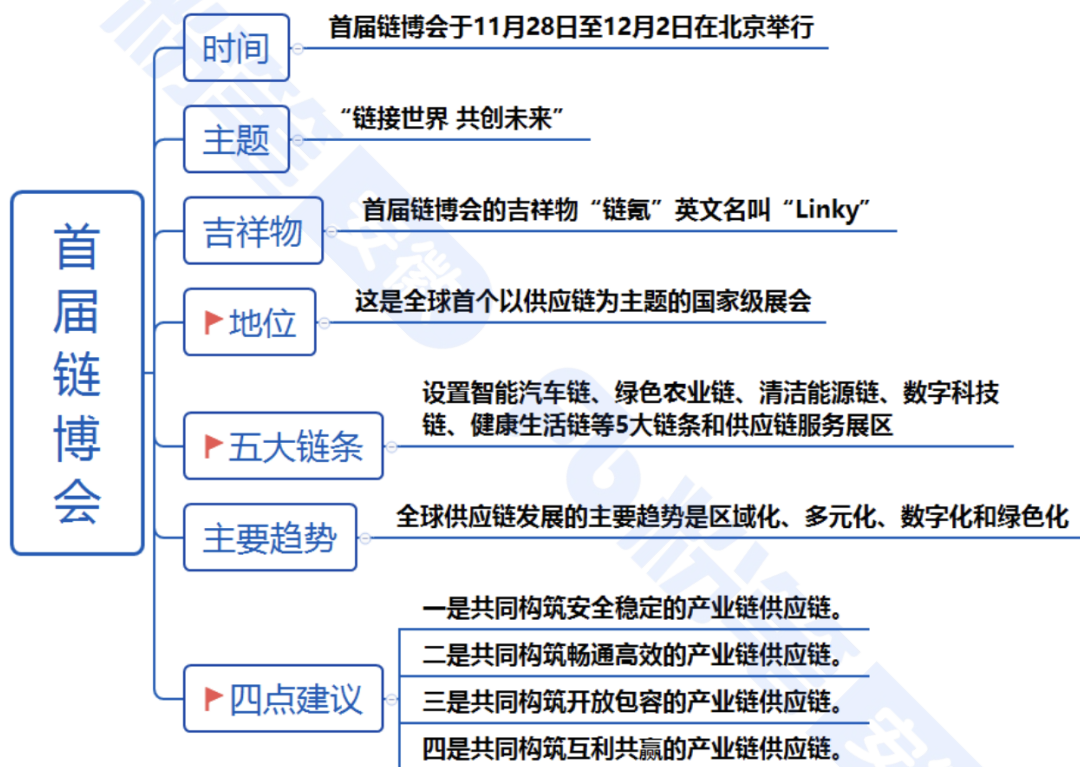 首届链博会
时间
首届链博会于11月28日至12月2日在北京举行
主题
“链接世界 共创未来”
吉祥物
首届链博会的吉祥物“链氪”英文名叫“Linky”
地位
这是全球首个以供应链为主题的国家级展会
五大链条
设置智能汽车链、绿色农业链、清洁能源链、数字科技
链、健康生活链等5大链条和供应链服务展区
主要趋势
全球供应链发展的主要趋势是区域化、多元化、数字化和绿色化
四点建议
一是共同构筑安全稳定的产业链供应链。
二是共同构筑畅通高效的产业链供应链。
三是共同构筑开放包容的产业链供应链。
四是共同构筑互利共赢的产业链供应链。
粉笔 安徽
粉笔 安徽